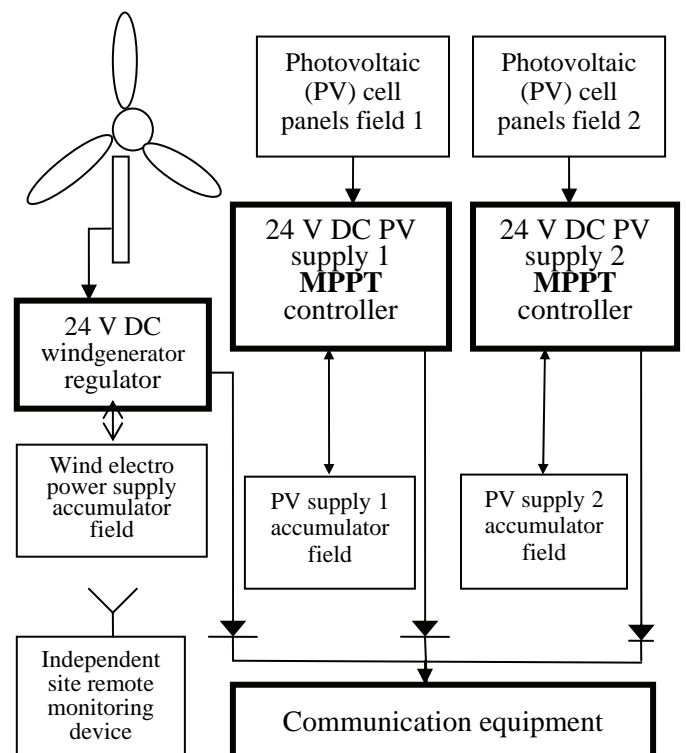 Photovoltaic
(PV) cell
panels field 1
Photovoltaic
(PV) cell
panels field 2
24 V DC PV
supply 1
MPPT
controller
24 V DC PV
supply 2
MPPT
controller
24 V DC
windgenerator
regulator
Wind electro
power supply
accumulator
field
PV supply 1
accumulator
field
PV supply 2
accumulator
field
Independent
site remote
monitoring
device
Communication equipment